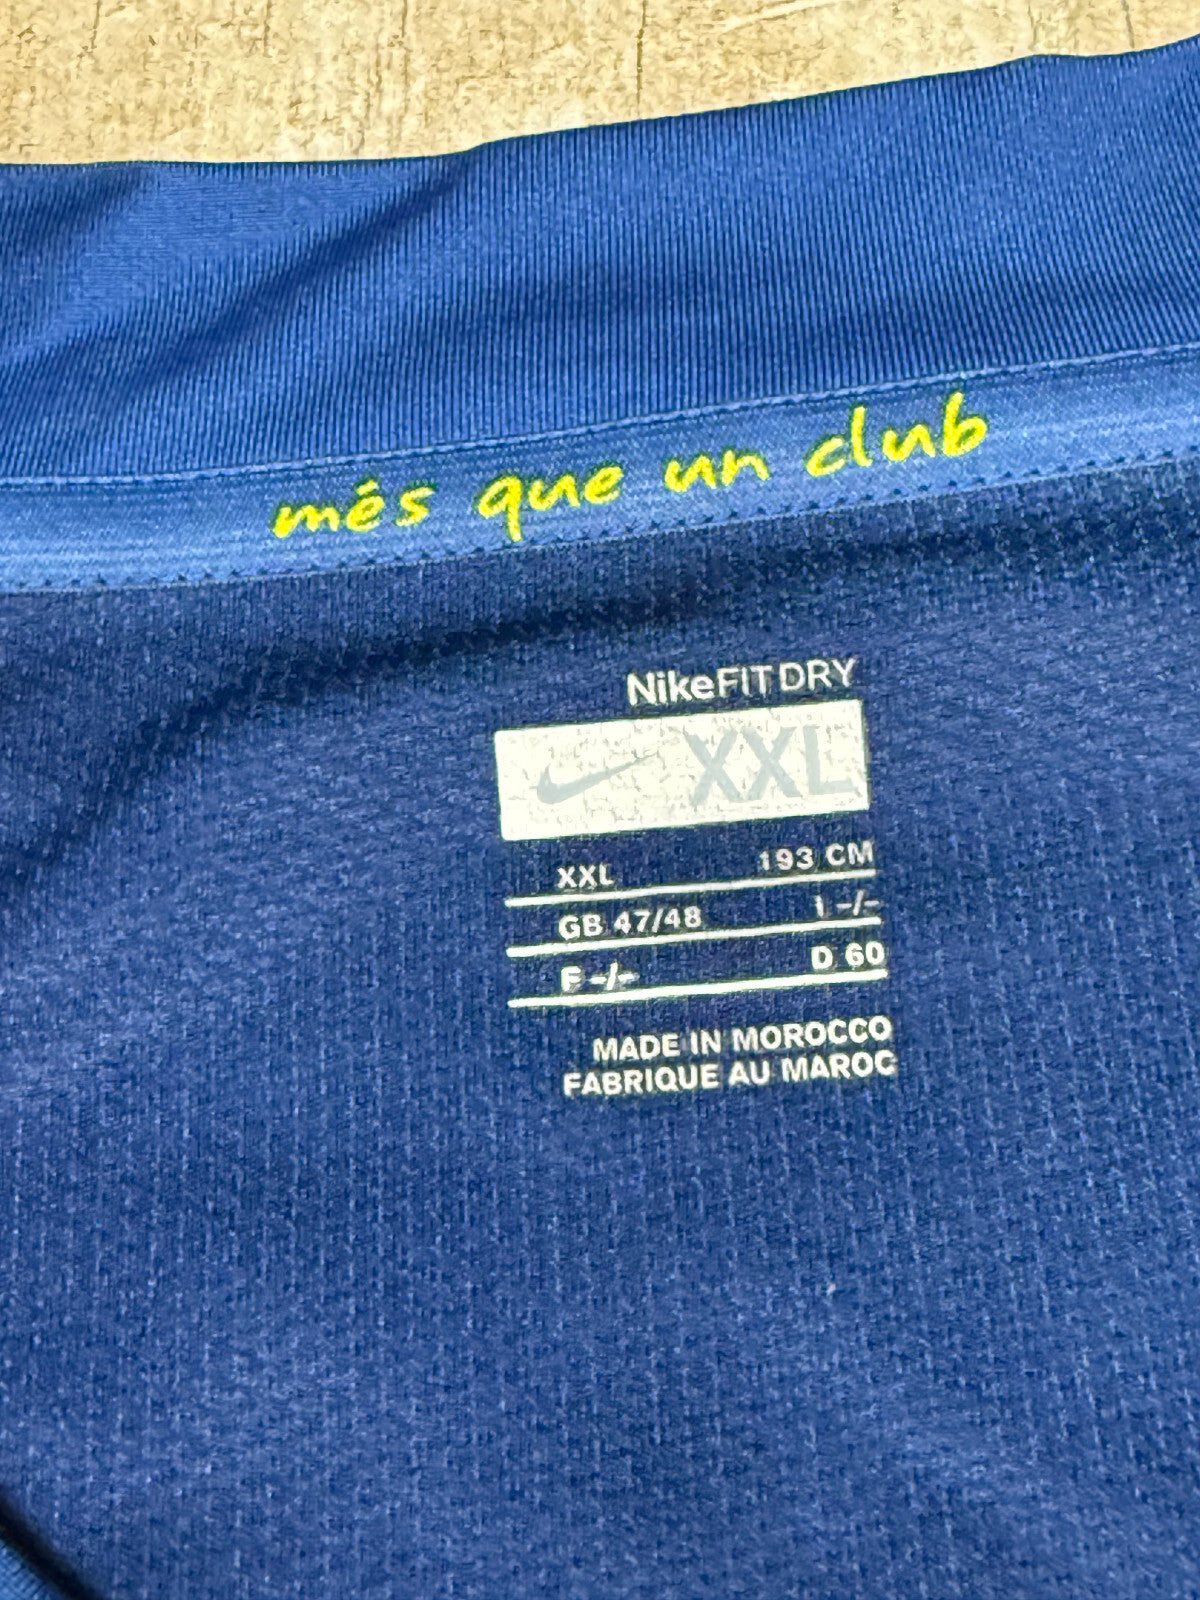 més que un club
NikeFIT DRY
XXL
XXL 193 CM
GB 47/48 I -/-
F -/- D 60
MADE IN MOROCCO
FABRIQUE AU MAROC